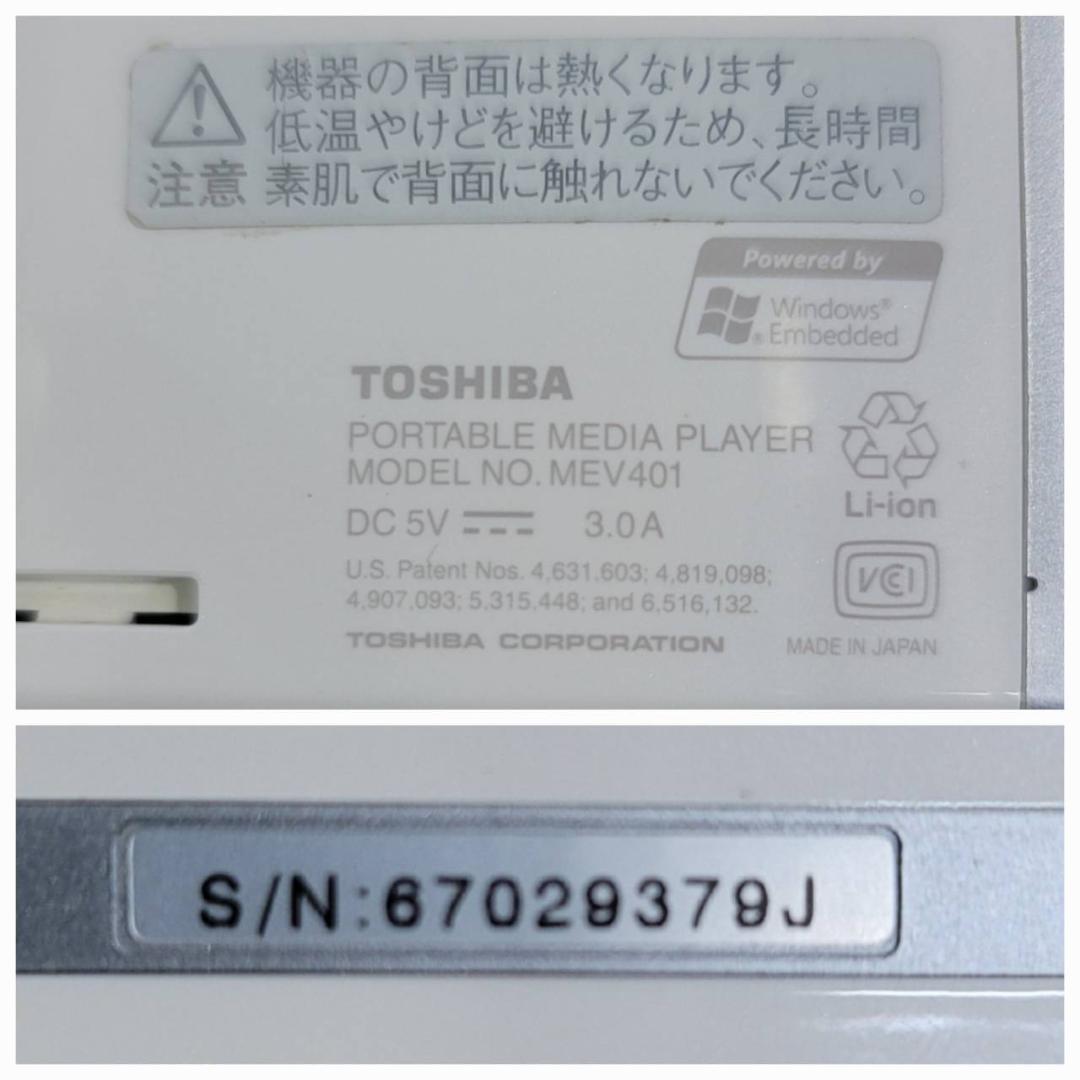 機器の背面は熱くなります。
低温やけどを避けるため、長時間
注意 素肌で背面に触れないでください。
Powered by
Windows®
® Embedded
TOSHIBA
PORTABLE MEDIA PLAYER
MODEL NO. MEV401
Li-ion
DC 5V 3.0A
U.S. Patent Nos. 4,631,603; 4,819,098;
4,907,093; 5,315,448; and 6,516,132.
VCI
TOSHIBA CORPORATION
MADE IN JAPAN
S/N:67029379J